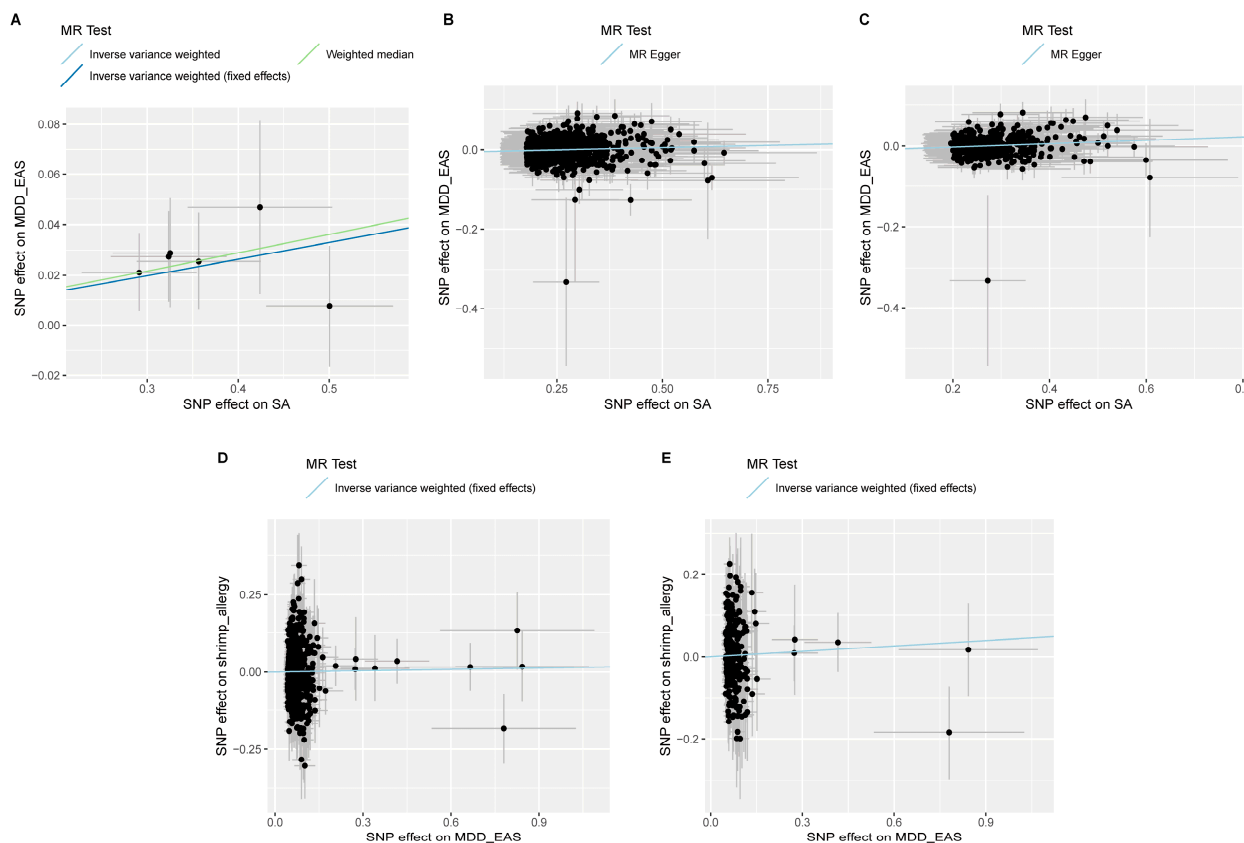 A
MR Test
Inverse variance weighted
Weighted median
Inverse variance weighted (fixed effects)
SNP effect on MDD_EAS
0.08
0.06
0.04
0.02
0.00
−0.02
0.3
0.4
0.5
SNP effect on SA
B
MR Test
MR Egger
SNP effect on MDD_EAS
0.0
−0.2
−0.4
0.25
0.50
0.75
SNP effect on SA
C
MR Test
MR Egger
SNP effect on MDD_EAS
0.0
−0.2
−0.4
0.2
0.4
0.6
SNP effect on SA
D
MR Test
Inverse variance weighted (fixed effects)
SNP effect on shrimp_allergy
0.25
0.00
−0.25
0.0
0.3
0.6
0.9
SNP effect on MDD_EAS
E
MR Test
Inverse variance weighted (fixed effects)
SNP effect on shrimp_allergy
0.2
0.0
−0.2
0.0
0.3
0.6
0.9
SNP effect on MDD_EAS